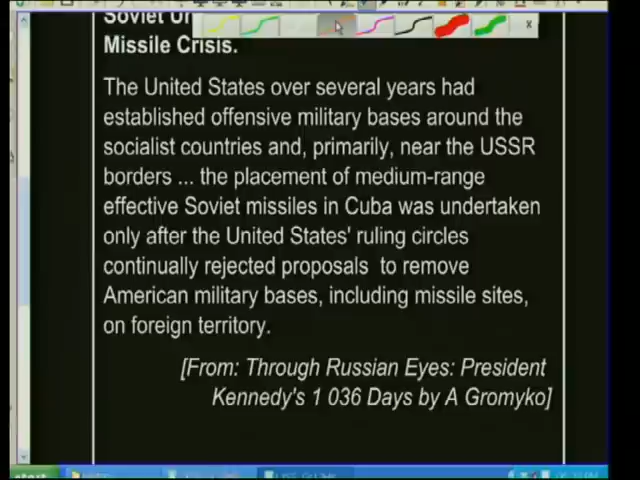 Soviet Un
Missile Crisis.
The United States over several years had
established offensive military bases around the
socialist countries and, primarily, near the USSR
borders ... the placement of medium-range
effective Soviet missiles in Cuba was undertaken
only after the United States' ruling circles
continually rejected proposals to remove
American military bases, including missile sites,
on foreign territory.
[From: Through Russian Eyes: President
Kennedy's 1 036 Days by A Gromyko]